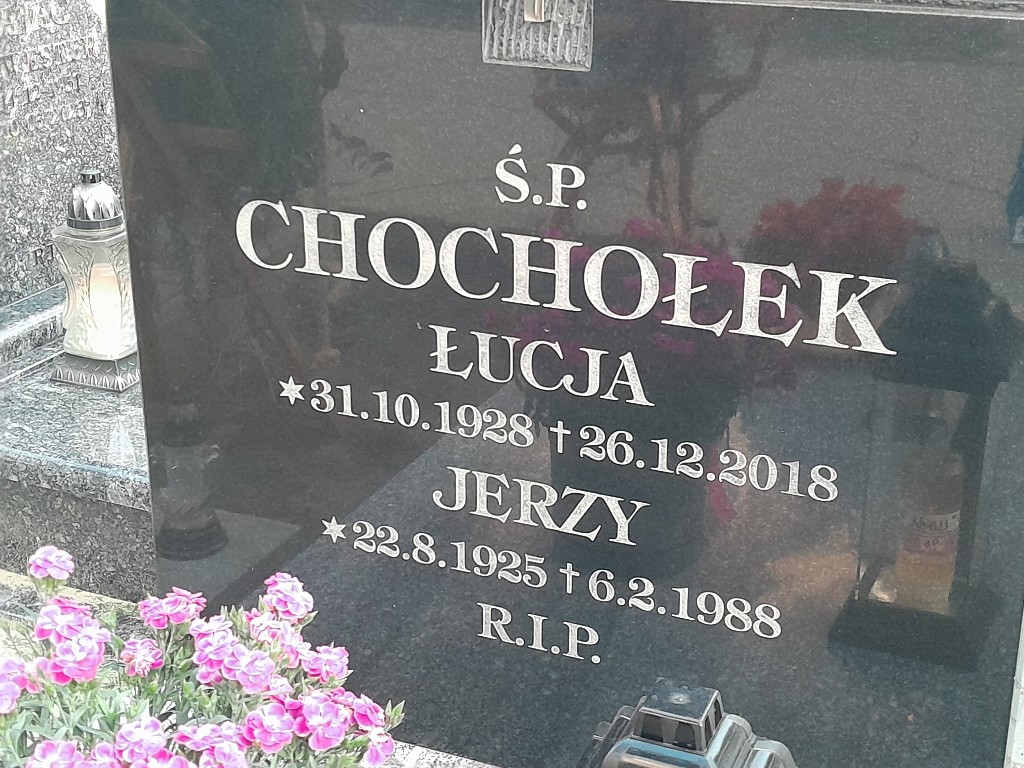 Ś.P.
CHOCHOŁEK
ŁUCJA
✶31.10.1928 †26.12.2018
JERZY
✶22.8.1925 †6.2.1988
R.I.P.